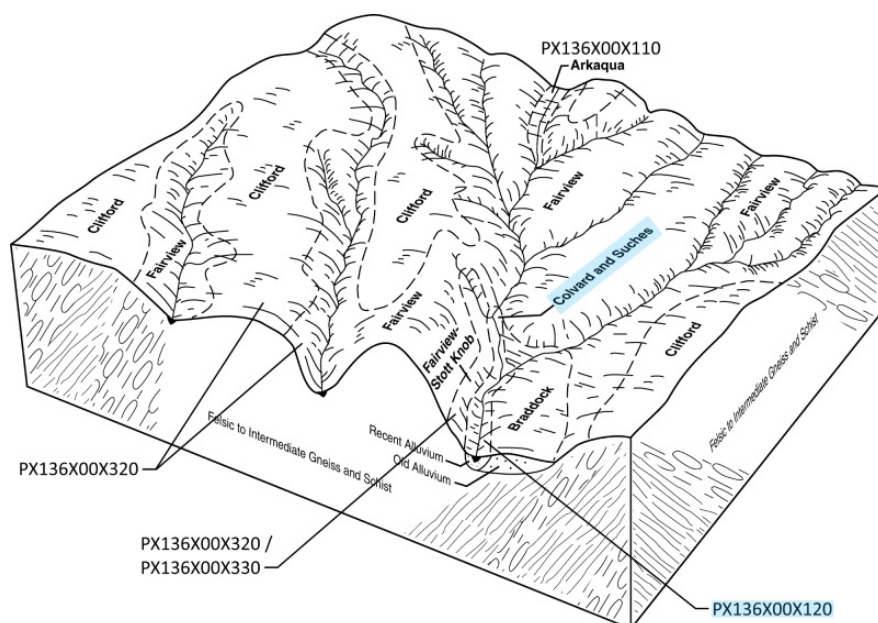 PX136X00X110
Arkaqua
Clifford
Fairview
Clifford
Clifford
Fairview
Fairview
Colvard and Suches
Fairview
Fairview-
Stott Knob
Clifford
Braddock
Felsic to Intermediate Gneiss and Schist
Recent Alluvium
Old Alluvium
Felsic to Intermediate Gneiss and Schist
PX136X00X320
PX136X00X320 /
PX136X00X330
PX136X00X120